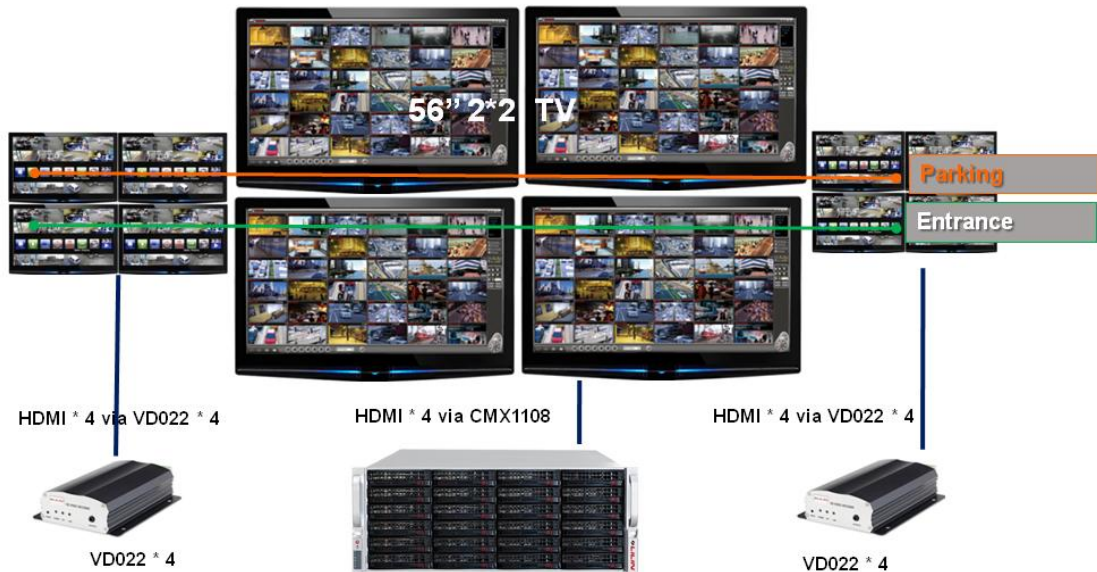 56” 2*2 TV
Parking
Entrance
HDMI * 4 via VD022 * 4
HDMI * 4 via CMX1108
HDMI * 4 via VD022 * 4
VD022 * 4
VD022 * 4